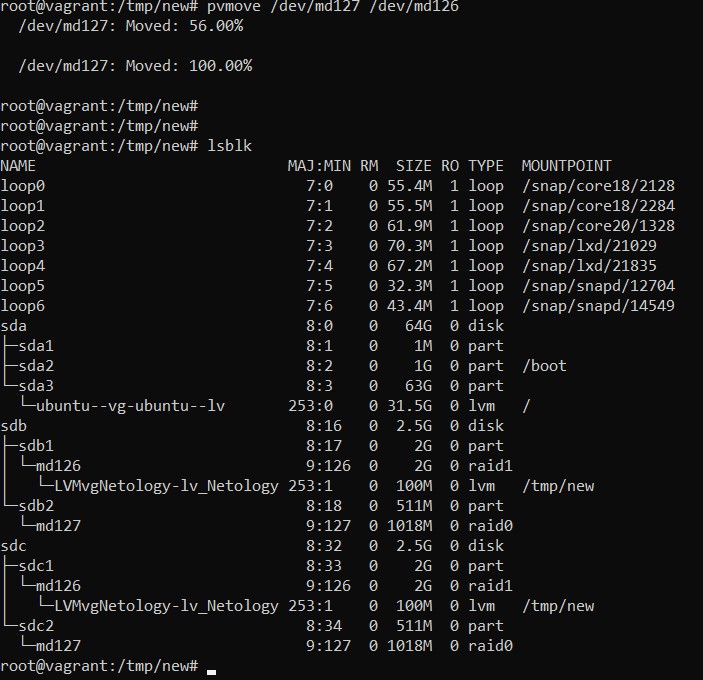 root@vagrant:/tmp/new# pvmove /dev/md127 /dev/md126
  /dev/md127: Moved: 56.00%

  /dev/md127: Moved: 100.00%

root@vagrant:/tmp/new#
root@vagrant:/tmp/new#
root@vagrant:/tmp/new# lsblk
NAME                            MAJ:MIN RM  SIZE RO TYPE  MOUNTPOINT
loop0                             7:0    0 55.4M  1 loop  /snap/core18/2128
loop1                             7:1    0 55.5M  1 loop  /snap/core18/2284
loop2                             7:2    0 61.9M  1 loop  /snap/core20/1328
loop3                             7:3    0 70.3M  1 loop  /snap/lxd/21029
loop4                             7:4    0 67.2M  1 loop  /snap/lxd/21835
loop5                             7:5    0 32.3M  1 loop  /snap/snapd/12704
loop6                             7:6    0 43.4M  1 loop  /snap/snapd/14549
sda                               8:0    0   64G  0 disk
├─sda1                            8:1    0    1M  0 part
├─sda2                            8:2    0    1G  0 part  /boot
└─sda3                            8:3    0   63G  0 part
  └─ubuntu--vg-ubuntu--lv       253:0    0 31.5G  0 lvm   /
sdb                               8:16   0  2.5G  0 disk
├─sdb1                            8:17   0    2G  0 part
│ └─md126                         9:126  0    2G  0 raid1
│   └─LVMvgNetology-lv_Netology 253:1    0  100M  0 lvm   /tmp/new
└─sdb2                            8:18   0  511M  0 part
  └─md127                         9:127  0 1018M  0 raid0
sdc                               8:32   0  2.5G  0 disk
├─sdc1                            8:33   0    2G  0 part
│ └─md126                         9:126  0    2G  0 raid1
│   └─LVMvgNetology-lv_Netology 253:1    0  100M  0 lvm   /tmp/new
└─sdc2                            8:34   0  511M  0 part
  └─md127                         9:127  0 1018M  0 raid0
root@vagrant:/tmp/new#